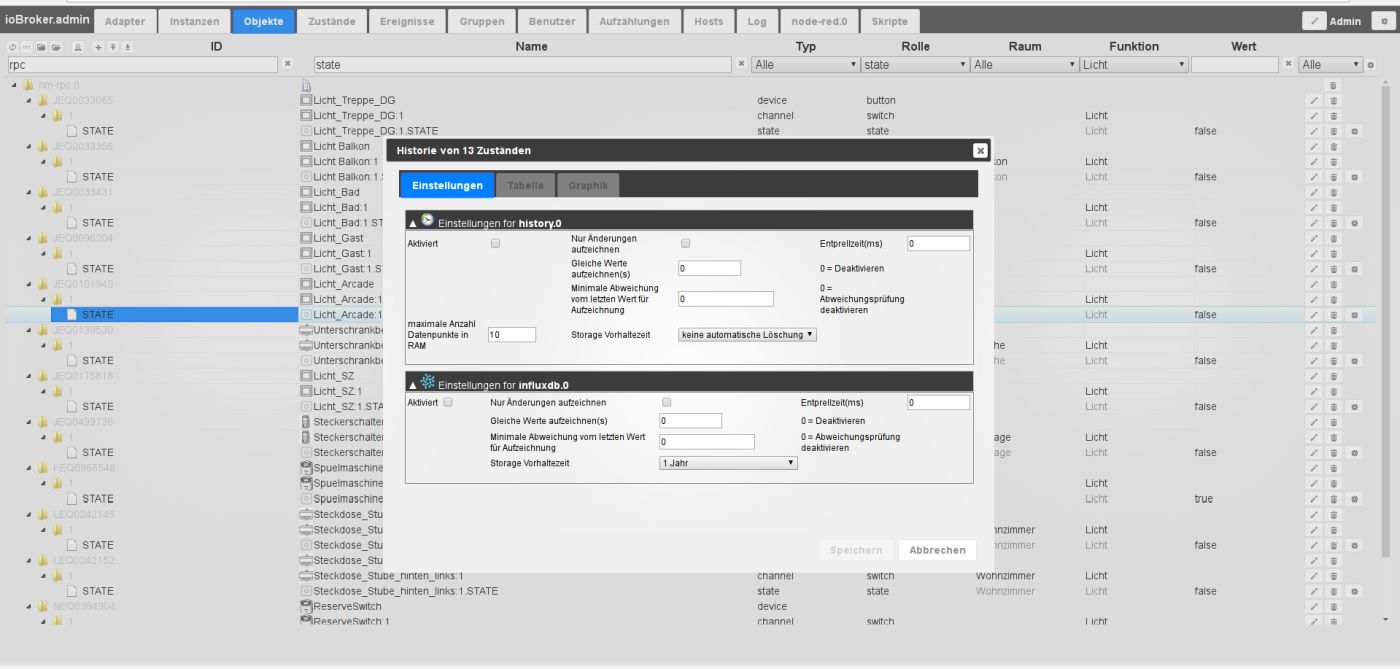 ioBroker.admin Adapter Instanzen Objekte Zustände Ereignisse Gruppen Benutzer Aufzählungen Hosts Log node-red.0 Skripte Admin
ID Name Typ Rolle Raum Funktion Wert
rpc state Alle state Alle Licht Alle
hm-rpc.0
JEQ0033065 Licht_Treppe_DG device button
1 Licht_Treppe_DG:1 channel switch Licht
STATE Licht_Treppe_DG:1.STATE state state Licht false
JEQ0033356 Licht Balkon
1 Licht Balkon:1 kon Licht
STATE Licht Balkon:1.S kon Licht false
JEQ0033431 Licht_Bad
1 Licht_Bad:1 Licht
STATE Licht_Bad:1.ST Licht false
JEQ0096204 Licht_Gast
1 Licht_Gast:1 Licht
STATE Licht_Gast:1.S Licht false
JEQ0101940 Licht_Arcade
1 Licht_Arcade:1 Licht
STATE Licht_Arcade:1 Licht false
JEQ0139530 Unterschrankbe
1 Unterschrankbe he Licht
STATE Unterschrankbe he Licht false
JEQ0175818 Licht_SZ
1 Licht_SZ:1 Licht
STATE Licht_SZ:1.STA Licht false
JEQ0499736 Steckerschalter
1 Steckerschalter age Licht
STATE Steckerschalter age Licht false
KEQ0966548 Spuelmaschine
1 Spuelmaschine Licht
STATE Spuelmaschine Licht true
LEQ0242145 Steckdose_Stu
1 Steckdose_Stu hnzimmer Licht
STATE Steckdose_Stu hnzimmer Licht false
LEQ0242152 Steckdose_Stu
1 Steckdose_Stube_hinten_links:1 channel switch Wohnzimmer Licht
STATE Steckdose_Stube_hinten_links:1.STATE state state Wohnzimmer Licht false
NEQ0384904 ReserveSwitch device
1 ReserveSwitch:1 channel switch Licht
Historie von 13 Zuständen
Einstellungen Tabelle Graphik
▲ Einstellungen for history.0
Aktiviert Nur Änderungen aufzeichnen Entprellzeit(ms) 0
Gleiche Werte aufzeichnen(s) 0 0 = Deaktivieren
Minimale Abweichung vom letzten Wert für Aufzeichnung 0 0 = Abweichungsprüfung deaktivieren
maximale Anzahl Datenpunkte in RAM 10 Storage Vorhaltezeit keine automatische Löschung
▲ Einstellungen for influxdb.0
Aktiviert Nur Änderungen aufzeichnen Entprellzeit(ms) 0
Gleiche Werte aufzeichnen(s) 0 0 = Deaktivieren
Minimale Abweichung vom letzten Wert für Aufzeichnung 0 0 = Abweichungsprüfung deaktivieren
Storage Vorhaltezeit 1 Jahr
Speichern Abbrechen